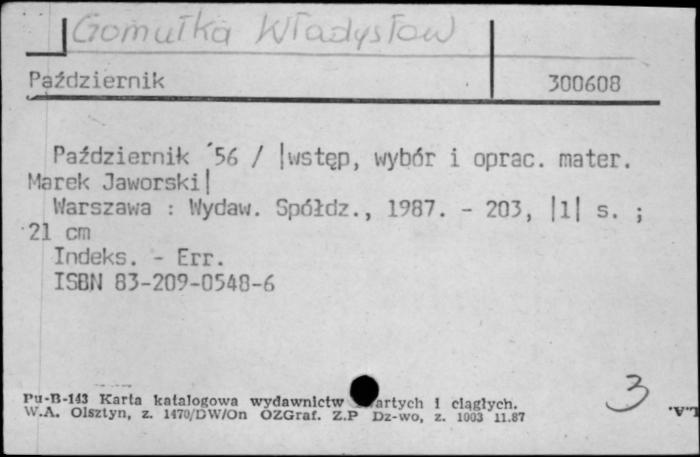 Gomułka Władysław
Październik 300608
Październik '56 / |wstęp, wybór i oprac. mater.
Marek Jaworski|
Warszawa : Wydaw. Spółdz., 1987. - 203, |1| s. ;
21 cm
Indeks. - Err.
ISBN 83-209-0548-6
3
Pu-B-143 Karta katalogowa wydawnictw artych i ciągłych.
W.A. Olsztyn, z. 1470/DW/On OZGraf. Z.P Dz-wo, z. 1003 11.87